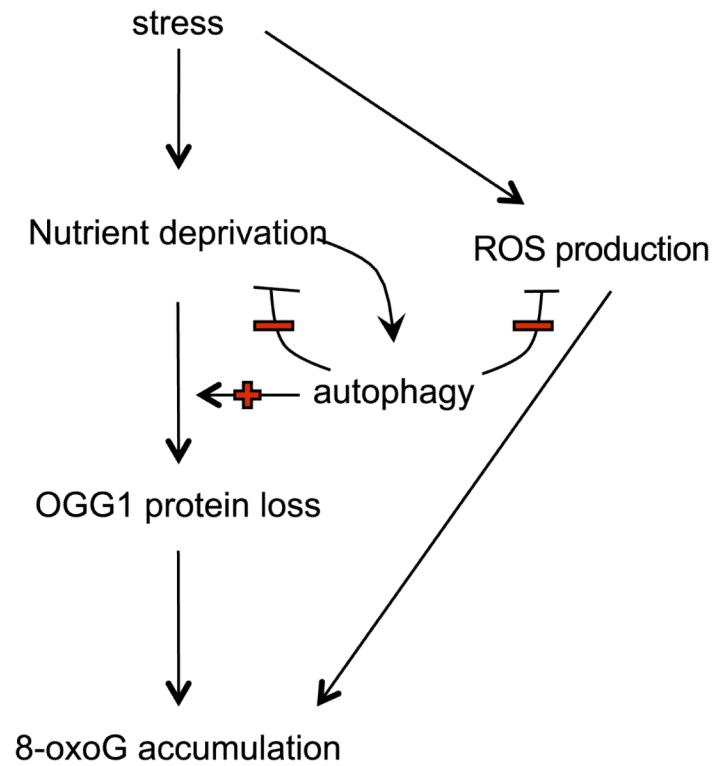 stress
Nutrient deprivation
ROS production
autophagy
OGG1 protein loss
8-oxoG accumulation